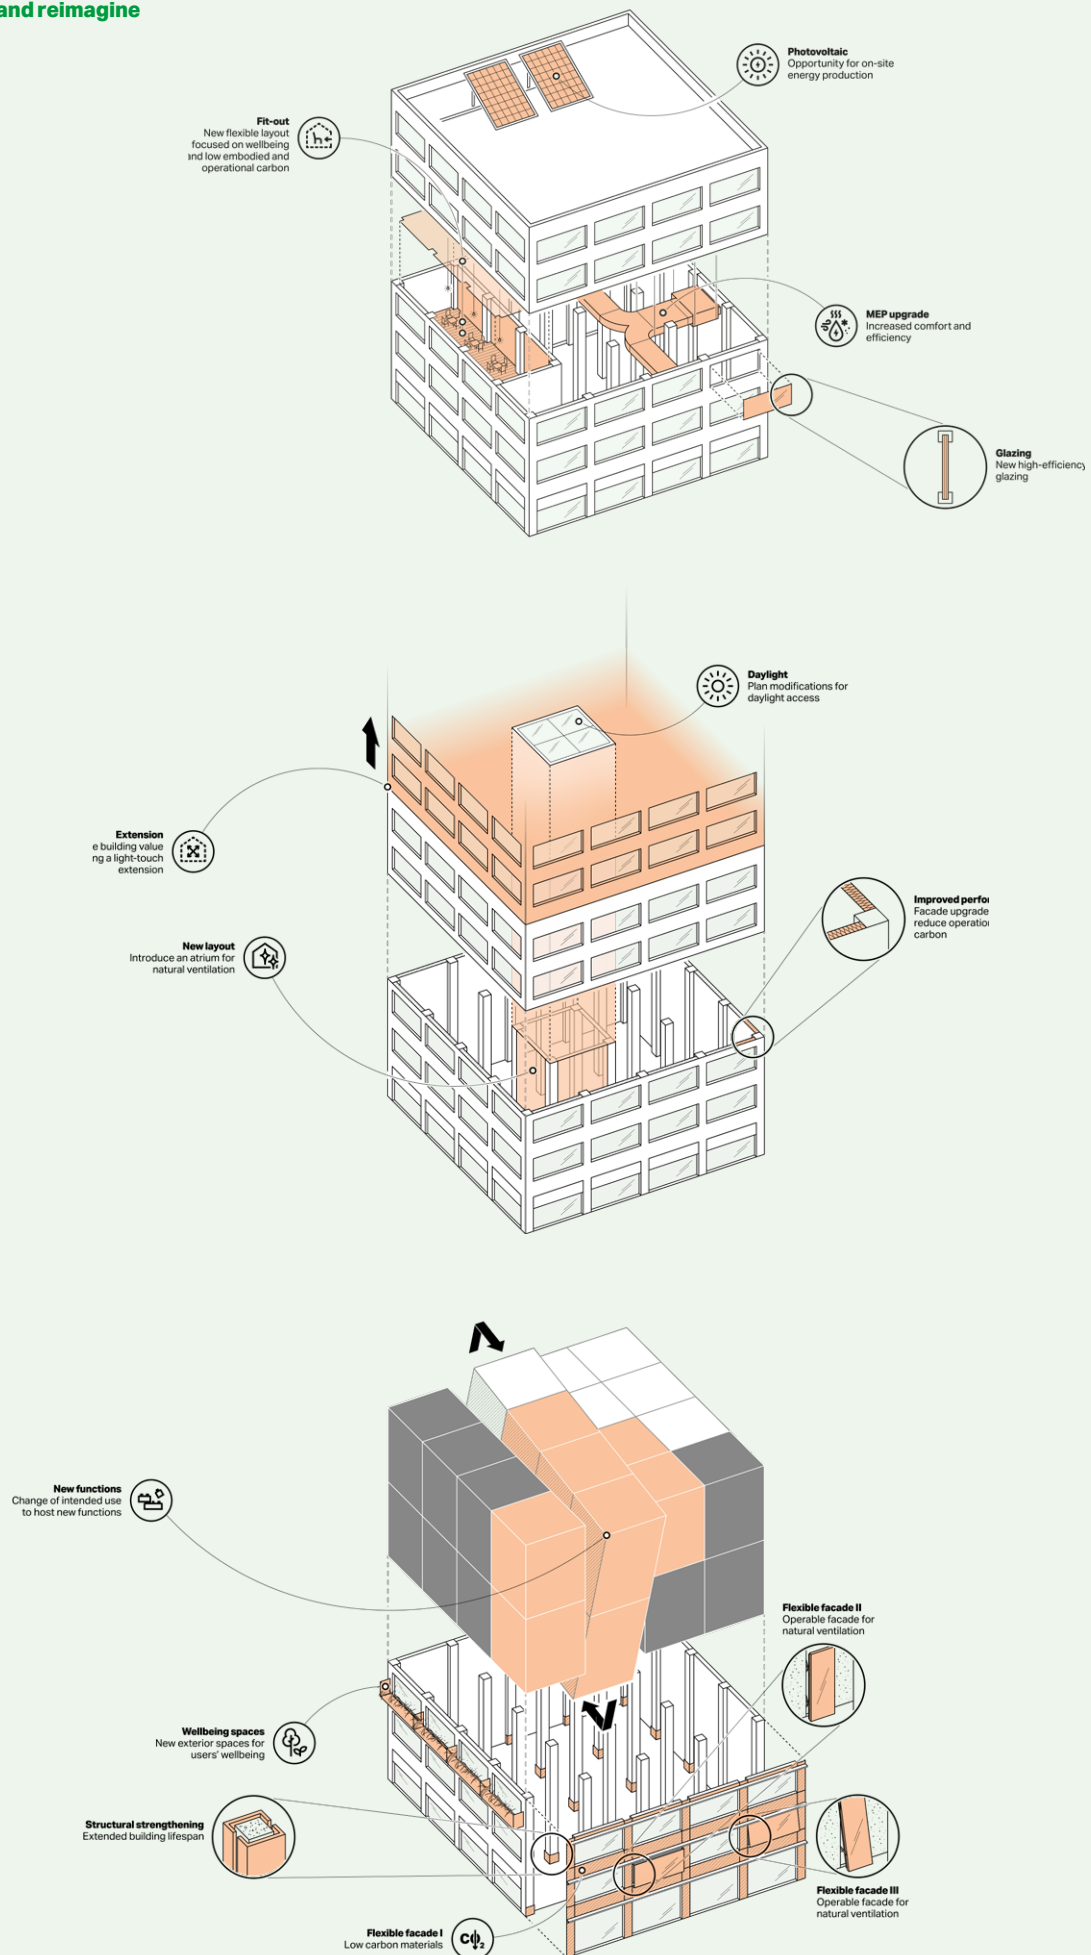 and reimagine
Photovoltaic
Opportunity for on-site
energy production
Fit-out
New flexible layout
focused on wellbeing
and low embodied and
operational carbon
MEP upgrade
Increased comfort and
efficiency
Glazing
New high-efficiency
glazing
Daylight
Plan modifications for
daylight access
Extension
e building value
ng a light-touch
extension
Improved perfor
Facade upgrade
reduce operatio
carbon
New layout
Introduce an atrium for
natural ventilation
New functions
Change of intended use
to host new functions
Flexible facade II
Operable facade for
natural ventilation
Wellbeing spaces
New exterior spaces for
users' wellbeing
Structural strengthening
Extended building lifespan
Flexible facade III
Operable facade for
natural ventilation
Flexible facade I
Low carbon materials